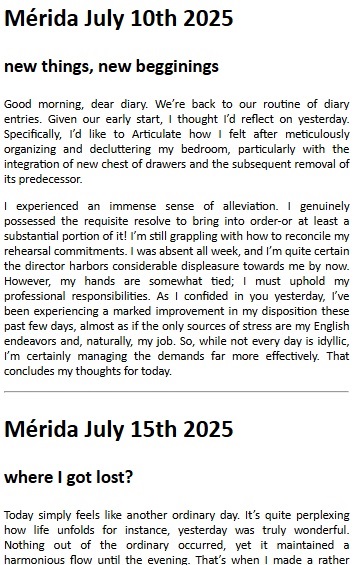 Mérida July 10th 2025
new things, new begginings
Good morning, dear diary. We’re back to our routine of diary
entries. Given our early start, I thought I’d reflect on yesterday.
Specifically, I’d like to Articulate how I felt after meticulously
organizing and decluttering my bedroom, particularly with the
integration of new chest of drawers and the subsequent removal of
its predecessor.
I experienced an immense sense of alleviation. I genuinely
possessed the requisite resolve to bring into order-or at least a
substantial portion of it! I’m still grappling with how to reconcile my
rehearsal commitments. I was absent all week, and I’m quite certain
the director harbors considerable displeasure towards me by now.
However, my hands are somewhat tied; I must uphold my
professional responsibilities. As I confided in you yesterday, I’ve
been experiencing a marked improvement in my disposition these
past few days, almost as if the only sources of stress are my English
endeavors and, naturally, my job. So, while not every day is idyllic,
I’m certainly managing the demands far more effectively. That
concludes my thoughts for today.
Mérida July 15th 2025
where I got lost?
Today simply feels like another ordinary day. It’s quite perplexing
how life unfolds for instance, yesterday was truly wonderful.
Nothing out of the ordinary occurred, yet it maintained a
harmonious flow until the evening. That’s when I made a rather